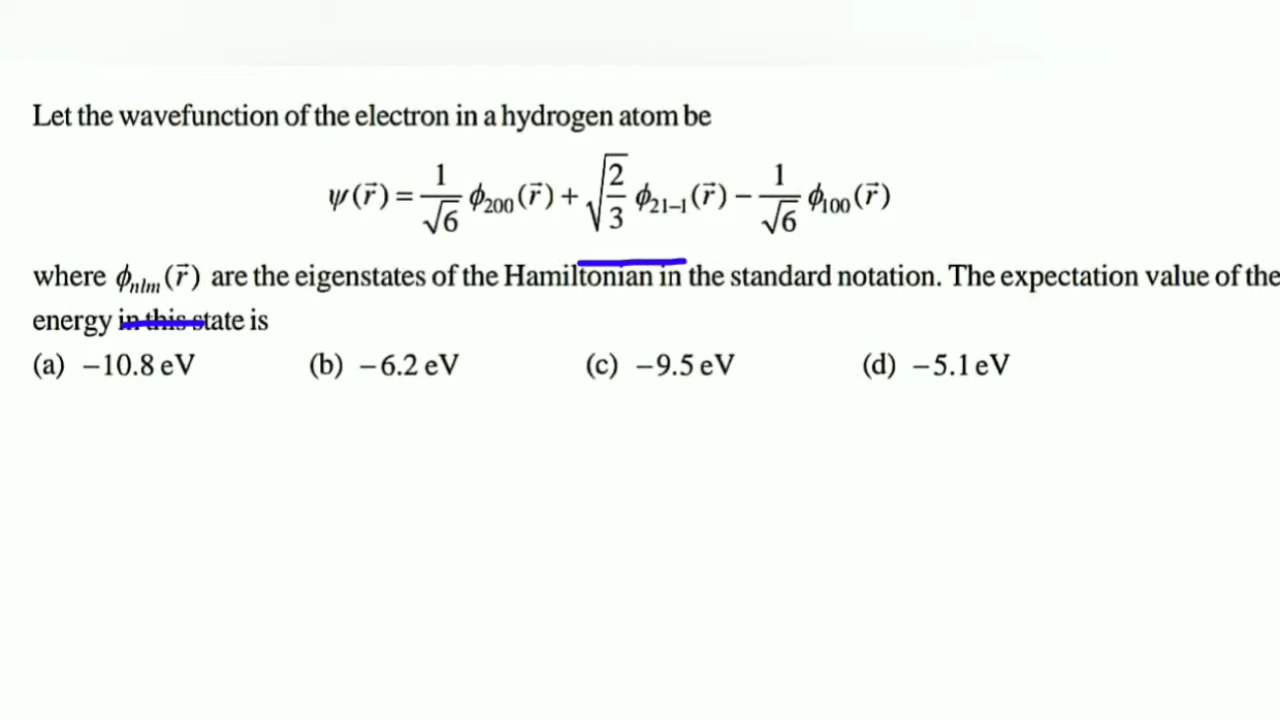 Let the wavefunction of the electron in a hydrogen atom be
ψ(r⃗) = 1/√6 ϕ₂₀₀(r⃗) + √(2/3) ϕ₂₁₋₁(r⃗) − 1/√6 ϕ₁₀₀(r⃗)
where ϕₙₗₘ(r⃗) are the eigenstates of the Hamiltonian in the standard notation. The expectation value of the
energy in this state is
(a) −10.8 eV (b) −6.2 eV (c) −9.5 eV (d) −5.1 eV